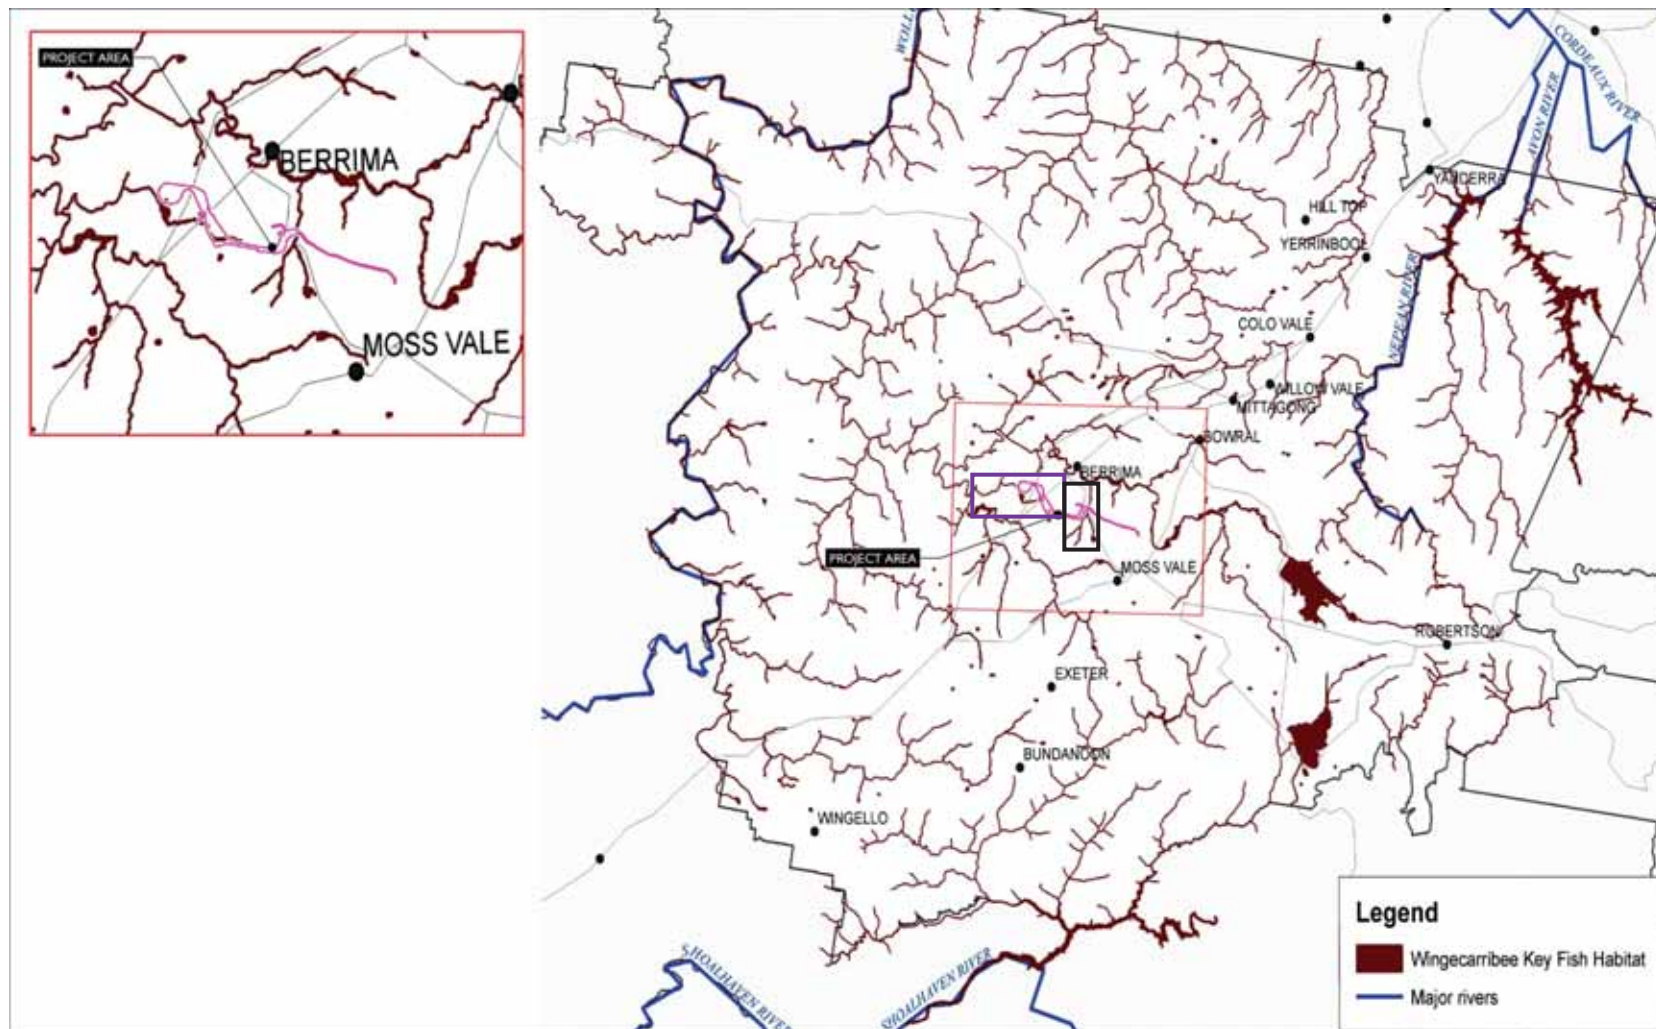 PROJECT AREA
BERRIMA
MOSS VALE
CORDEAUX RIVER
AVON RIVER
YANDERRA
HILL TOP
YERRINBOOL
NEPEAN RIVER
COLO VALE
WILLOW VALE
MITTAGONG
BOWRAL
BERRIMA
PROJECT AREA
MOSS VALE
ROBERTSON
EXETER
BUNDANOON
WINGELLO
SHOALHAVEN RIVER
SHOALHAVEN RIVER
Legend
Wingecarribee Key Fish Habitat
Major rivers